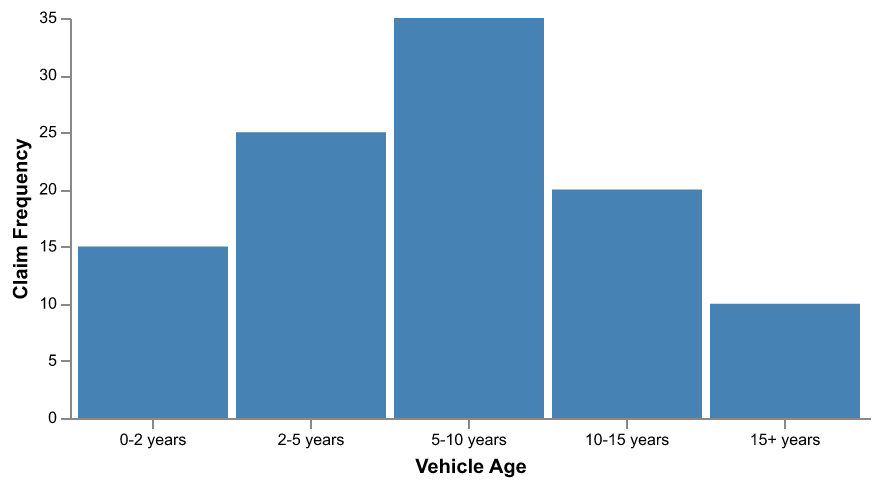 35
30
25
20
15
10
5
0
Claim Frequency
0-2 years
2-5 years
5-10 years
10-15 years
15+ years
Vehicle Age